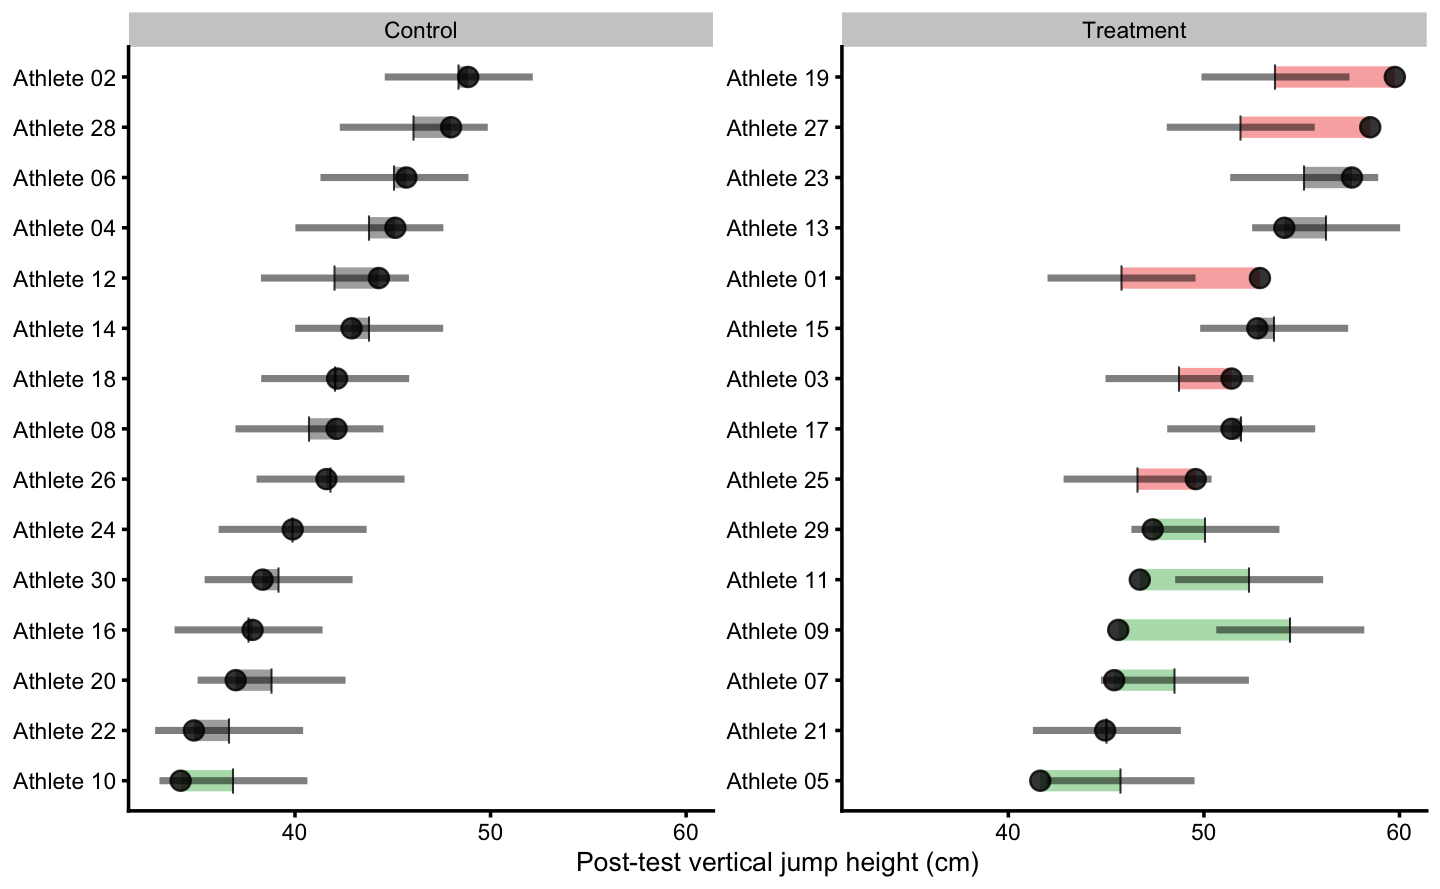 Control
Treatment
Athlete 02
Athlete 28
Athlete 06
Athlete 04
Athlete 12
Athlete 14
Athlete 18
Athlete 08
Athlete 26
Athlete 24
Athlete 30
Athlete 16
Athlete 20
Athlete 22
Athlete 10
40 50 60
Athlete 19
Athlete 27
Athlete 23
Athlete 13
Athlete 01
Athlete 15
Athlete 03
Athlete 17
Athlete 25
Athlete 29
Athlete 11
Athlete 09
Athlete 07
Athlete 21
Athlete 05
40 50 60
Post-test vertical jump height (cm)